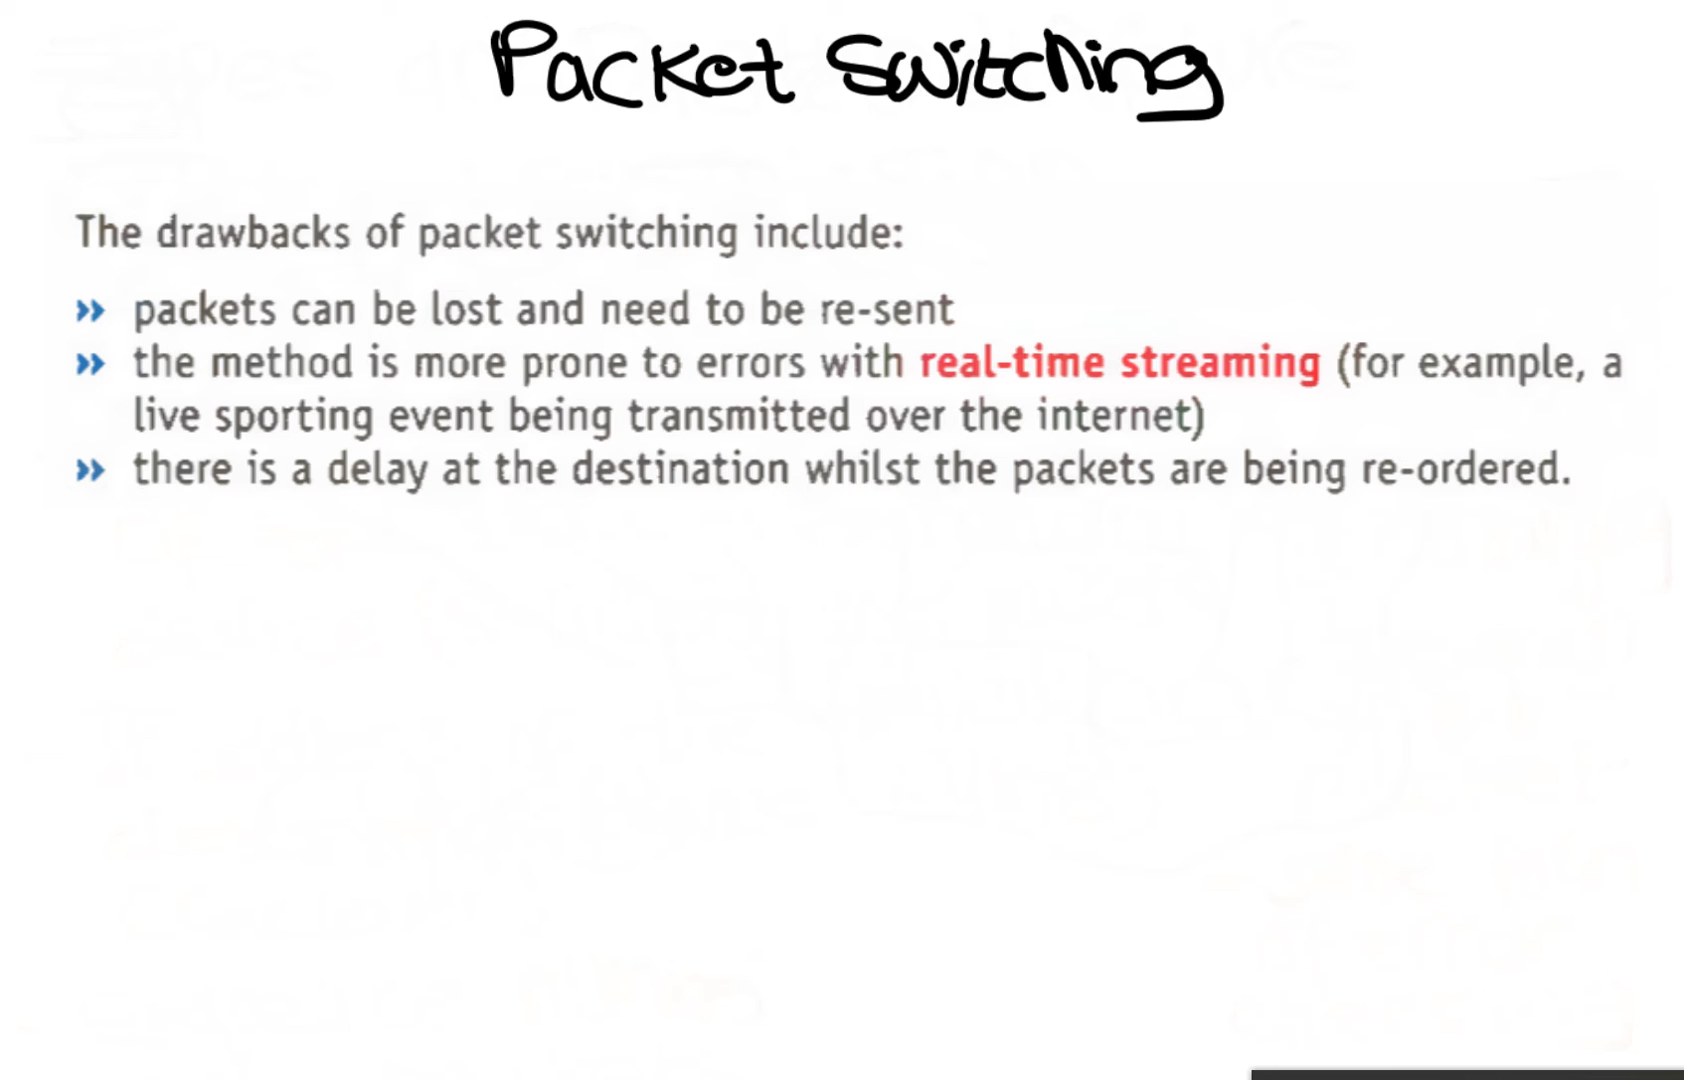 Packet Switching
The drawbacks of packet switching include:
» packets can be lost and need to be re-sent
» the method is more prone to errors with real-time streaming (for example, a
live sporting event being transmitted over the internet)
» there is a delay at the destination whilst the packets are being re-ordered.